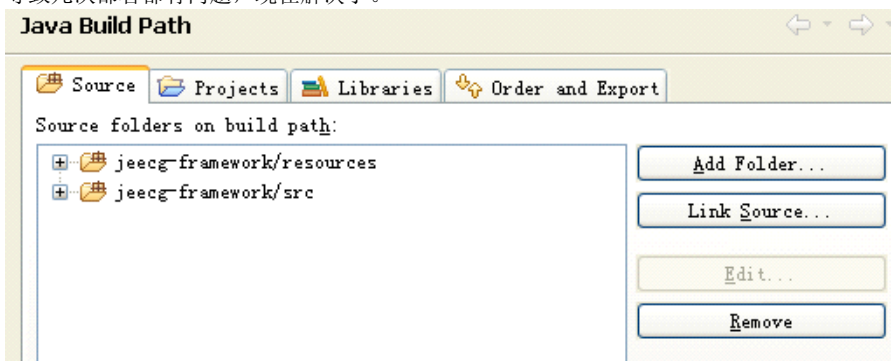 Java Build Path
Source Projects Libraries Order and Export
Source folders on build path:
jeecg-framework/resources
Add Folder...
jeecg-framework/src
Link Source...
Edit...
Remove